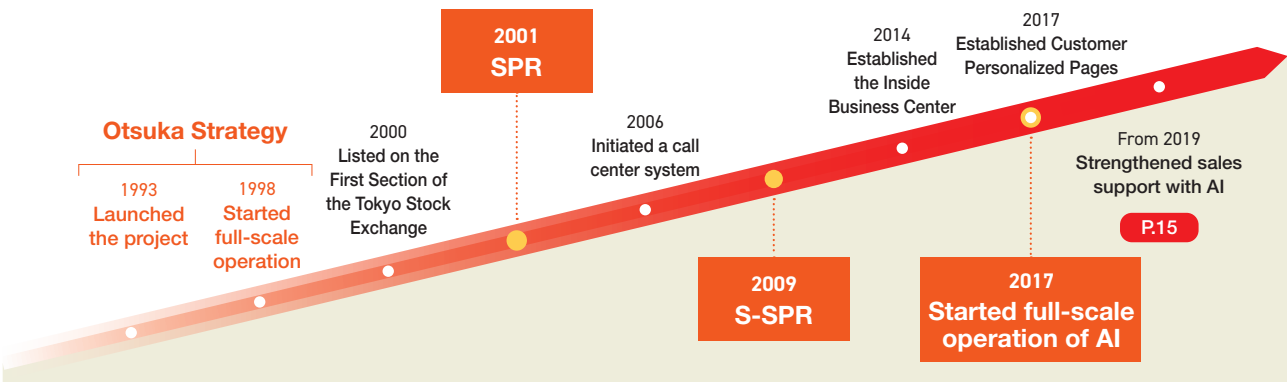 Otsuka Strategy
1993
Launched
the project
1998
Started
full-scale
operation
2000
Listed on the
First Section of
the Tokyo Stock
Exchange
2001
SPR
2006
Initiated a call
center system
2009
S-SPR
2014
Established
the Inside
Business Center
2017
Established Customer
Personalized Pages
2017
Started full-scale
operation of AI
From 2019
Strengthened sales
support with AI
P.15